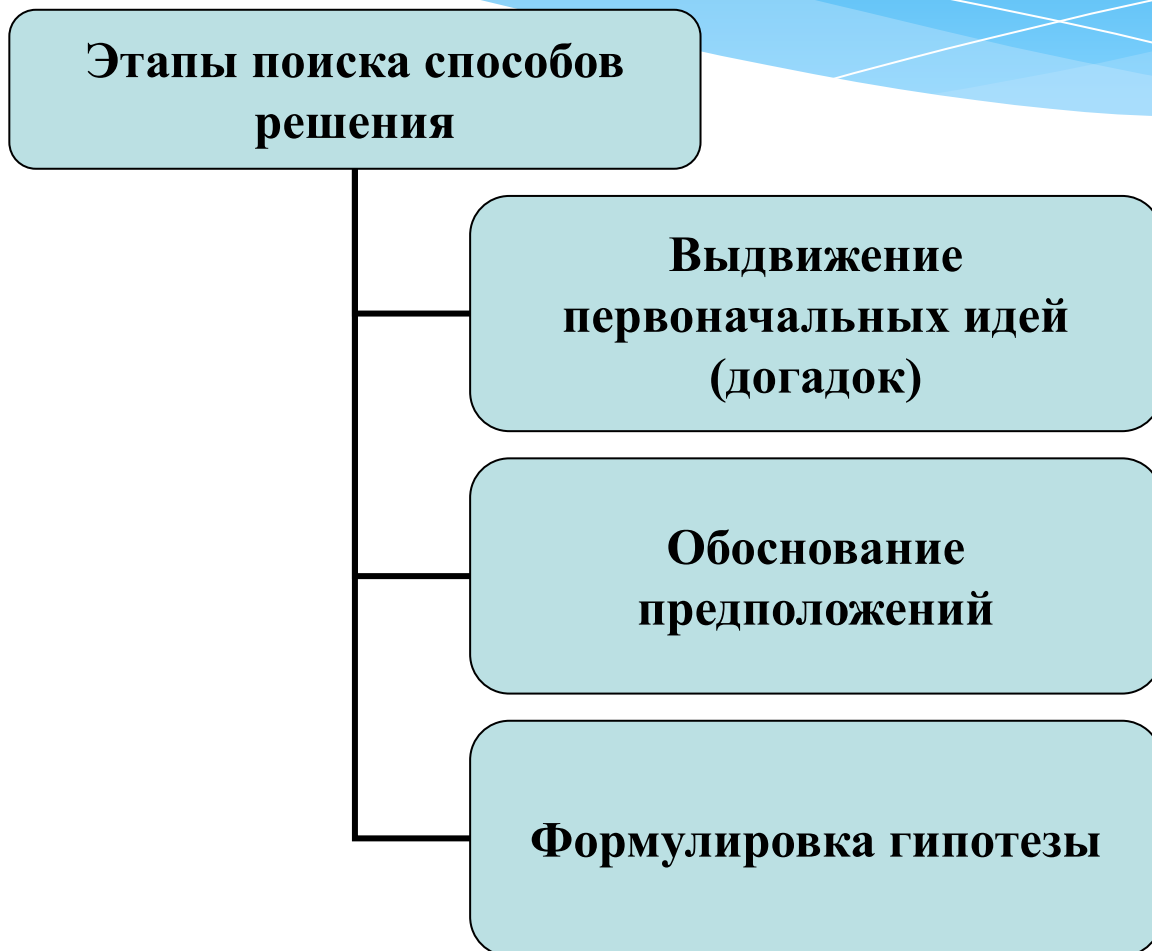 Этапы поиска способов
решения
Выдвижение
первоначальных идей
(догадок)
Обоснование
предположений
Формулировка гипотезы